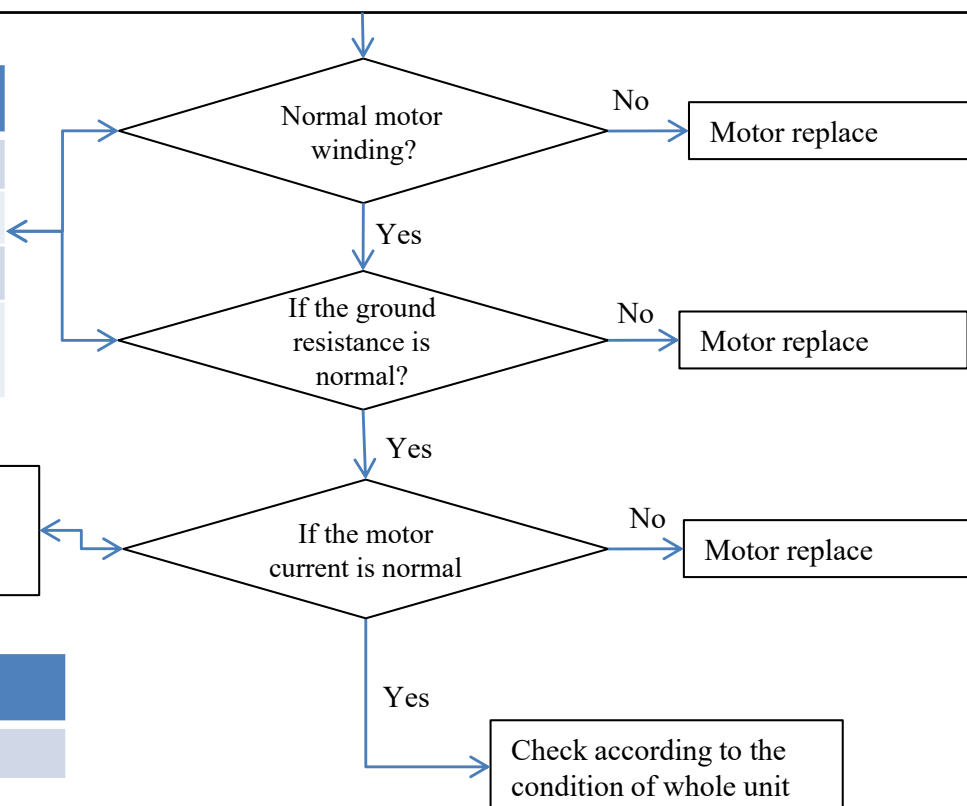 Normal motor
winding?
No
Motor replace
Yes
If the ground
resistance is
normal?
No
Motor replace
Yes
If the motor
current is normal
No
Motor replace
Yes
Check according to the
condition of whole unit